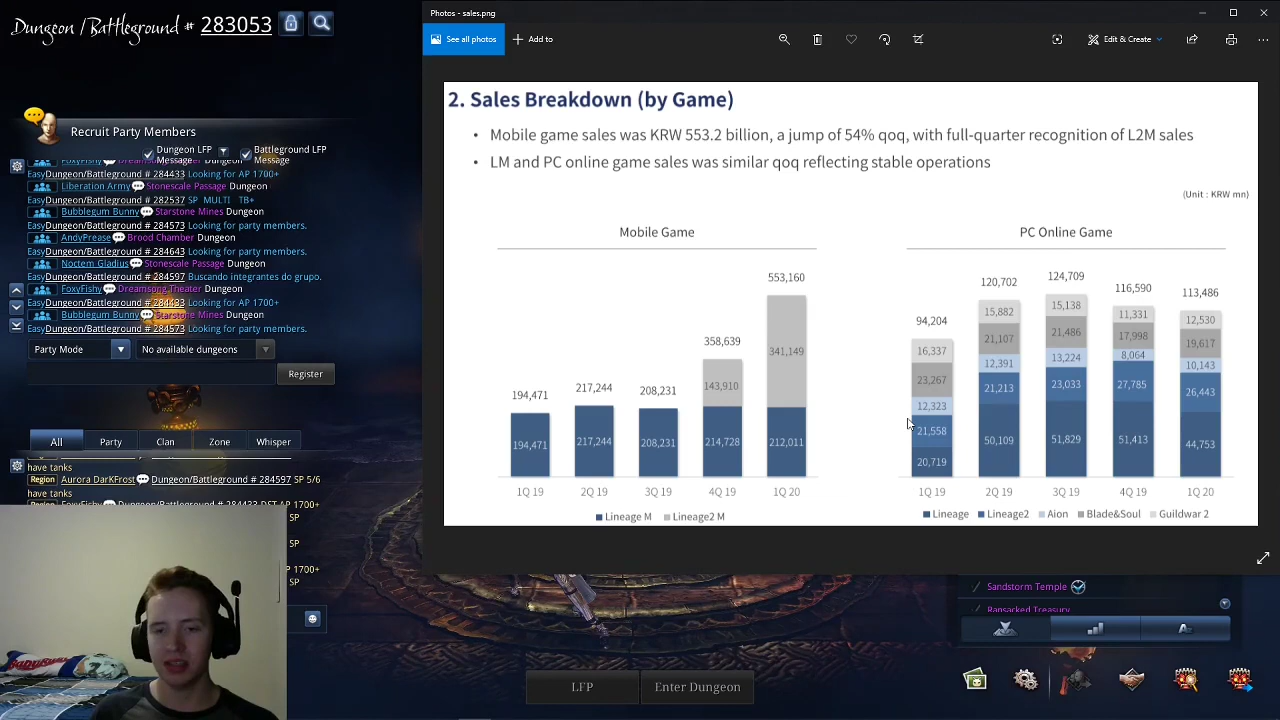 Dungeon /Battleground # 283053
Recruit Party Members
Dungeon LFP Message
Battleground LFP Message
EasyDungeon/Battleground # 284433 Looking for AP 1700+
Liberation Army Stonescale Passage Dungeon
EasyDungeon/Battleground # 282537 SP MULTI TB+
Bubblegum Bunny Starstone Mines Dungeon
EasyDungeon/Battleground # 284573 Looking for party members.
AndyPrease Brood Chamber Dungeon
EasyDungeon/Battleground # 284643 Looking for party members.
Noctem Gladius Stonescale Passage Dungeon
EasyDungeon/Battleground # 284597 Buscando integrantes do grupo.
FoxyFishy Dreamsong Theater Dungeon
EasyDungeon/Battleground # 284433 Looking for AP 1700+
Bubblegum Bunny Starstone Mines Dungeon
EasyDungeon/Battleground # 284573 Looking for party members.
Party Mode
No available dungeons
Register
All Party Clan Zone Whisper
have tanks
Region Aurora DarKFrost Dungeon/Battleground # 284597 SP 5/6
have tanks
SP
AP 1700+
SP
Photos - sales.png
See all photos
Add to
Edit & Create
2. Sales Breakdown (by Game)
• Mobile game sales was KRW 553.2 billion, a jump of 54% qoq, with full-quarter recognition of L2M sales
• LM and PC online game sales was similar qoq reflecting stable operations
(Unit : KRW mn)
Mobile Game
553,160
358,639
341,149
194,471
217,244
208,231
143,910
194,471
217,244
208,231
214,728
212,011
1Q 19 2Q 19 3Q 19 4Q 19 1Q 20
Lineage M Lineage2 M
PC Online Game
94,204
120,702
124,709
116,590
113,486
16,337
15,882
15,138
11,331
12,530
23,267
21,107
21,486
17,998
19,617
12,323
12,391
13,224
8,064
10,143
21,558
21,213
23,033
27,785
26,443
20,719
50,109
51,829
51,413
44,753
1Q 19 2Q 19 3Q 19 4Q 19 1Q 20
Lineage Lineage2 Aion Blade&Soul Guildwar 2
Sandstorm Temple
Ransacked Treasury
LFP
Enter Dungeon